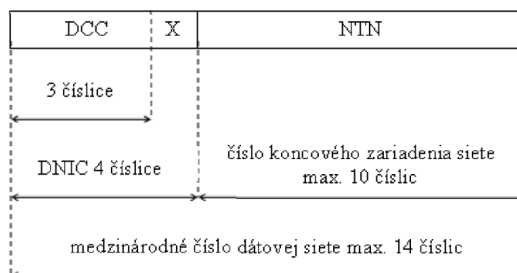 DCC X NTN
3 číslice
DNIC 4 číslice
číslo koncového zariadenia siete
max. 10 číslic
medzinárodné číslo dátovej siete max. 14 číslic